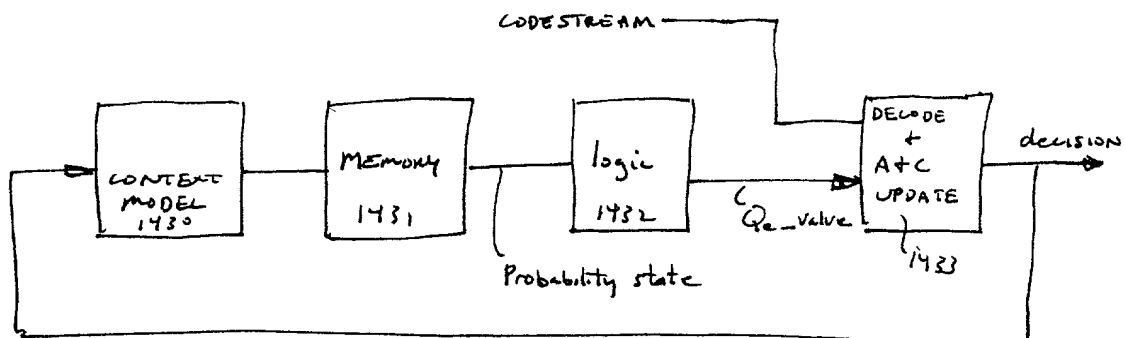 CODESTREAM
CONTEXT
MODEL
1430
MEMORY
1431
Probability state
logic
1432
Qe_value
DECODE
+
A+C
UPDATE
1433
decision